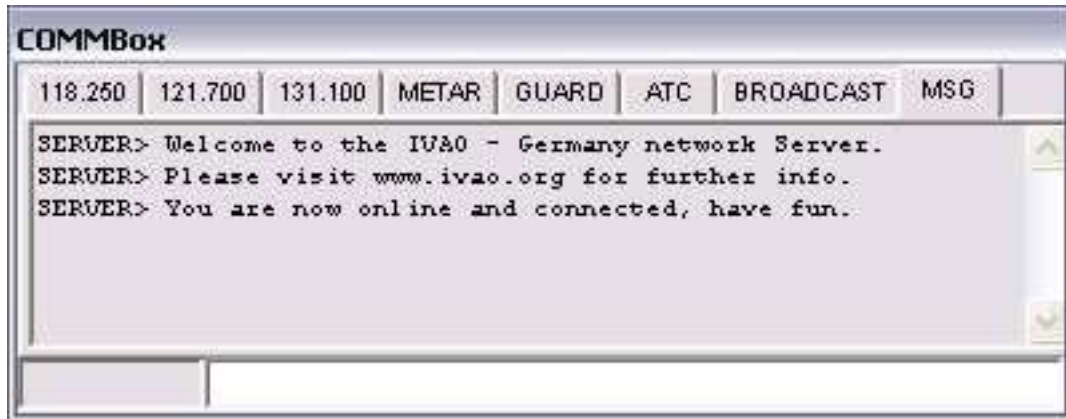 COMMBox
118.250 121.700 131.100 METAR GUARD ATC BROADCAST MSG
SERVER> Welcome to the IVAO - Germany network Server.
SERVER> Please visit www.ivao.org for further info.
SERVER> You are now online and connected, have fun.